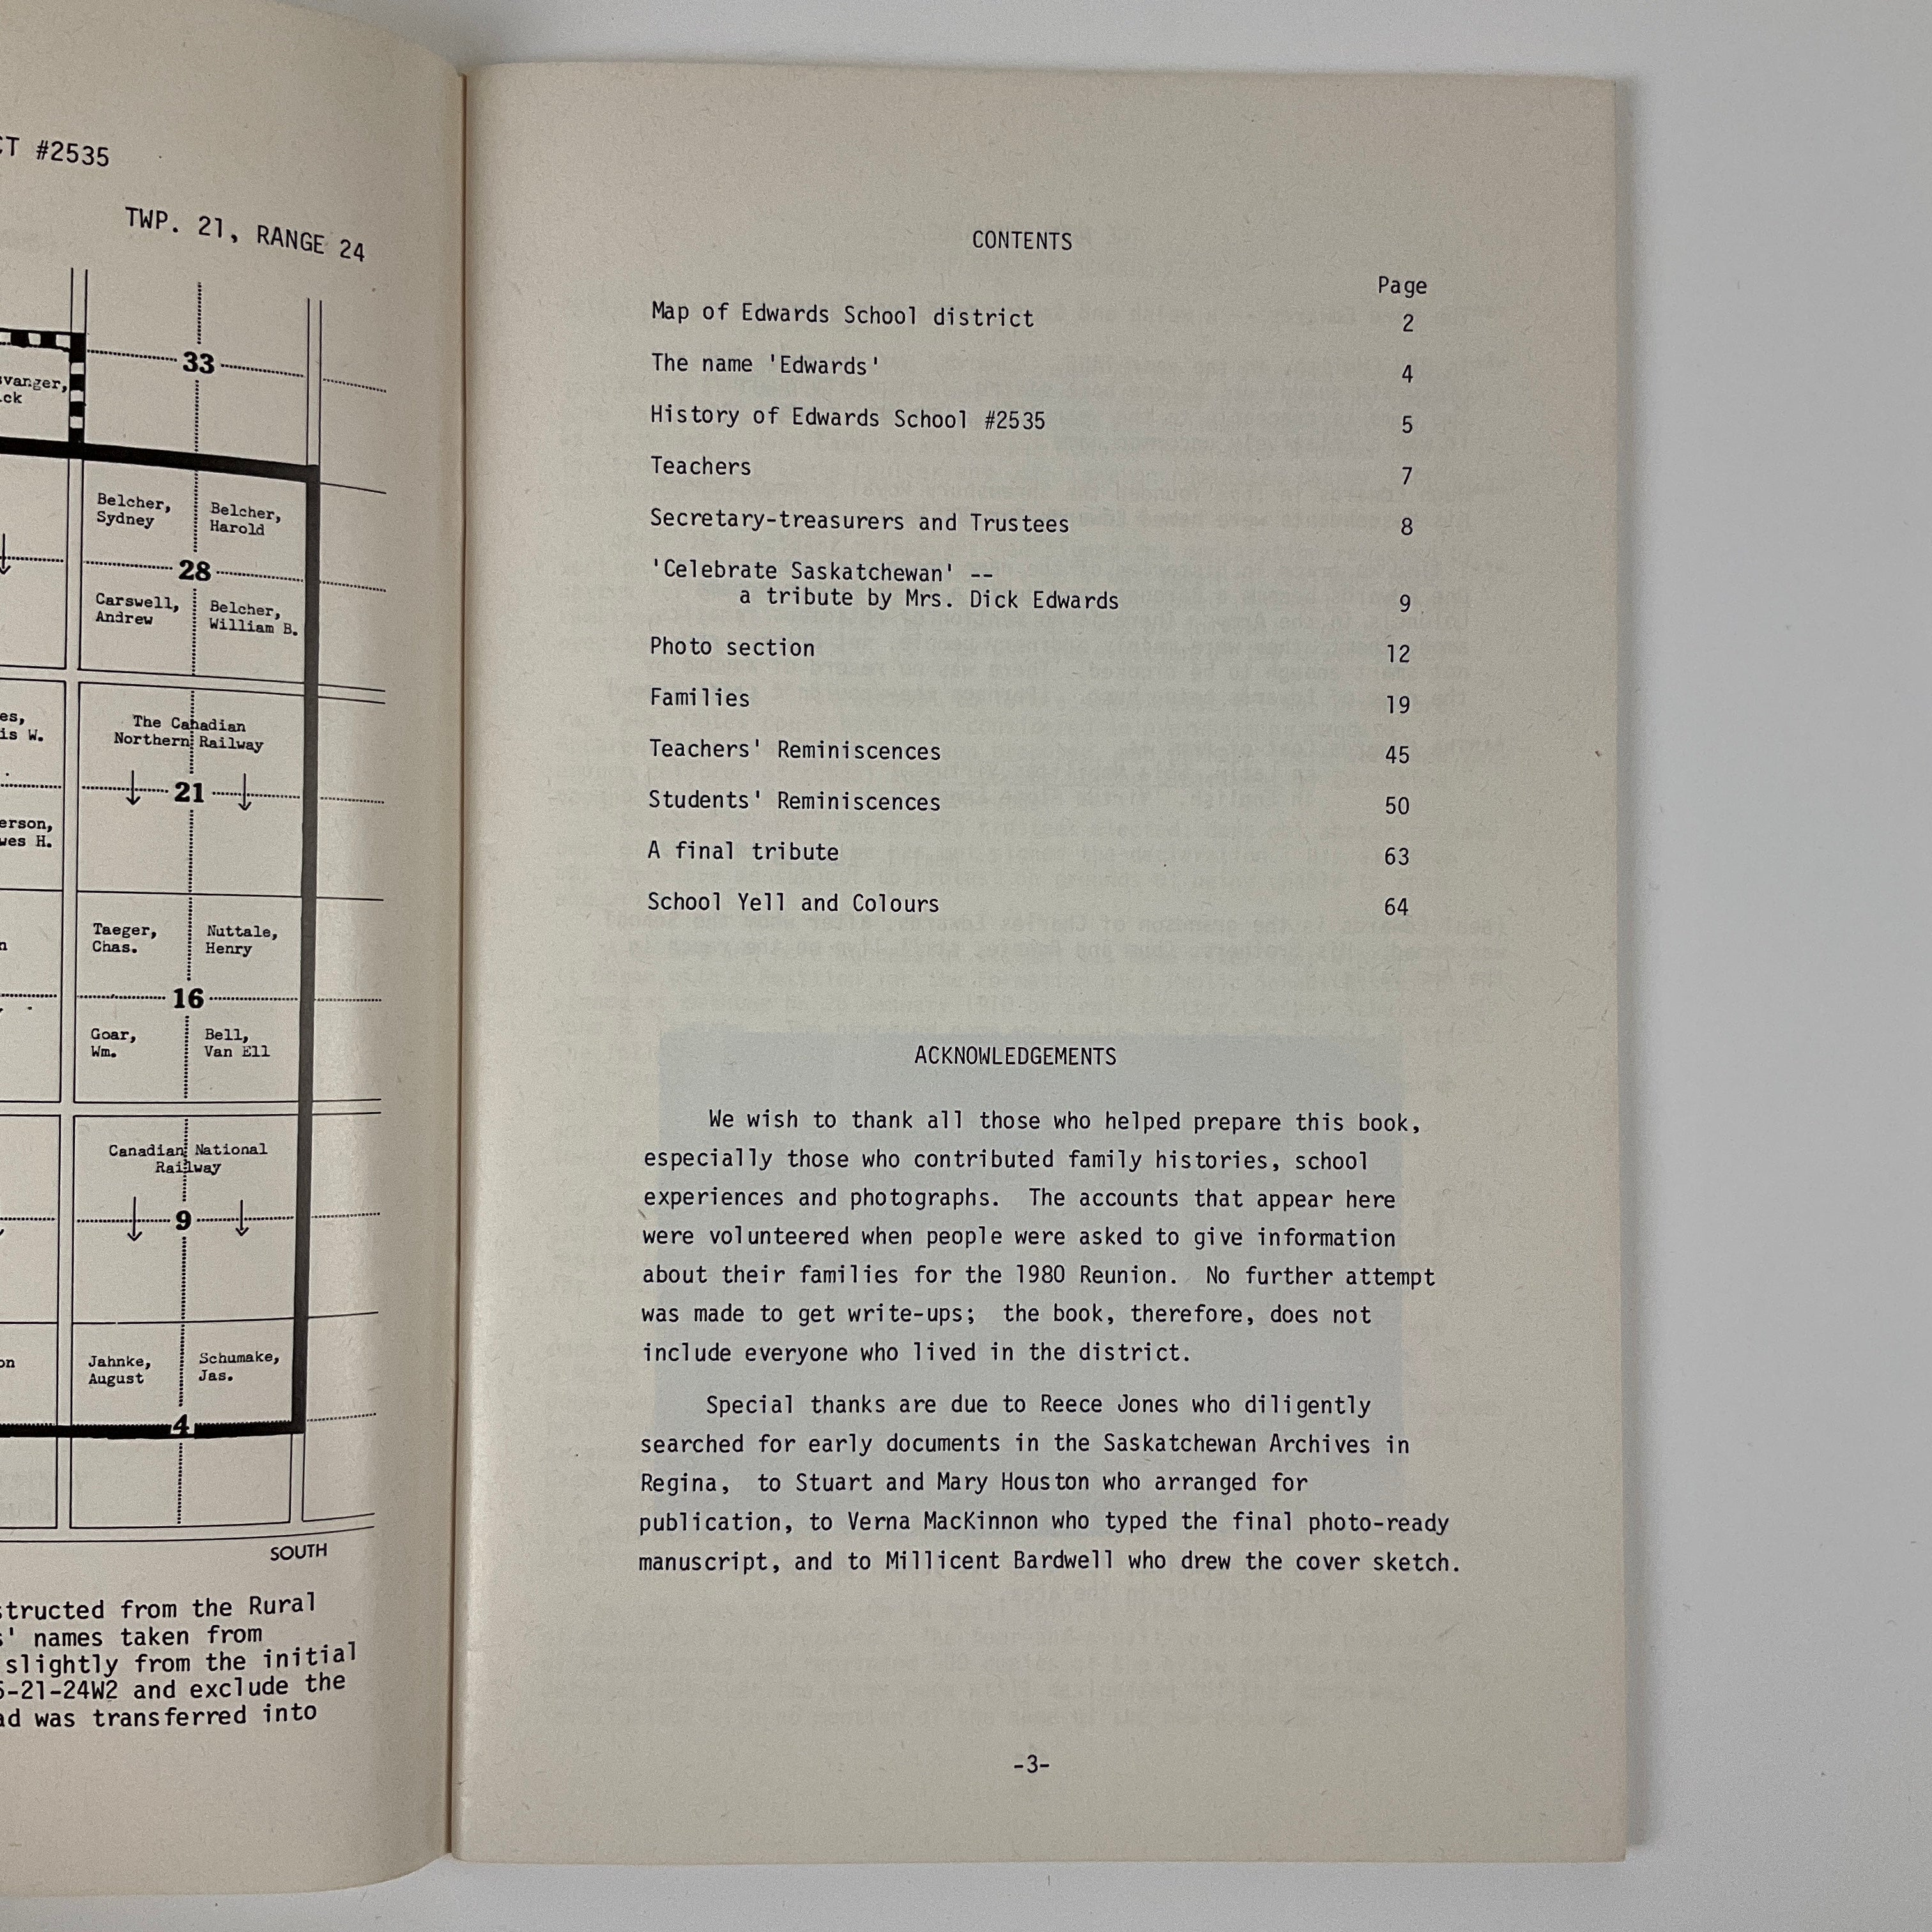 #2535
TWP. 21, RANGE 24
33
Belcher,
Sydney
Belcher,
Harold
28
Carswell,
Andrew
Belcher,
William B.
The Canadian
Northern Railway
21
Taeger,
Chas.
Nuttale,
Henry
16
Goar,
Wm.
Bell,
Van Ell
Canadian National
Railway
9
Jahnke,
August
Schumake,
Jas.
4
SOUTH
from the Rural
names taken from
slightly from the initial
-21-24W2 and exclude the
was transferred into
CONTENTS
Page
Map of Edwards School district 2
The name 'Edwards' 4
History of Edwards School #2535 5
Teachers 7
Secretary-treasurers and Trustees 8
'Celebrate Saskatchewan' --
a tribute by Mrs. Dick Edwards 9
Photo section 12
Families 19
Teachers' Reminiscences 45
Students' Reminiscences 50
A final tribute 63
School Yell and Colours 64
ACKNOWLEDGEMENTS
We wish to thank all those who helped prepare this book,
especially those who contributed family histories, school
experiences and photographs. The accounts that appear here
were volunteered when people were asked to give information
about their families for the 1980 Reunion. No further attempt
was made to get write-ups; the book, therefore, does not
include everyone who lived in the district.
Special thanks are due to Reece Jones who diligently
searched for early documents in the Saskatchewan Archives in
Regina, to Stuart and Mary Houston who arranged for
publication, to Verna MacKinnon who typed the final photo-ready
manuscript, and to Millicent Bardwell who drew the cover sketch.
-3-